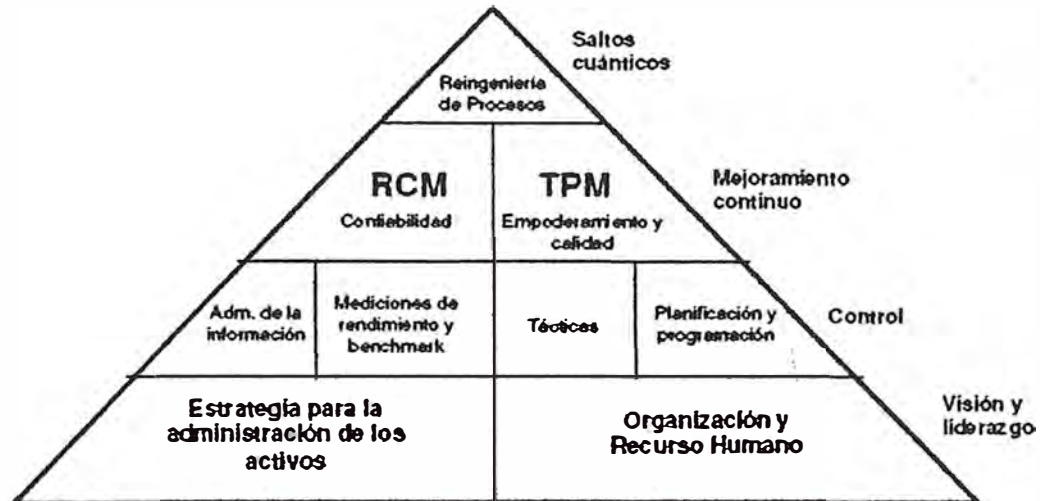 Saltos
cuánticos
Reingeniería
de Procesos
RCM
Confiabilidad
TPM
Empoderamiento y
calidad
Mejoramiento
continuo
Adm. de la
información
Mediciones de
rendimiento y
benchmark
Tácticas
Planificación y
programación
Control
Estrategia para la
administración de los
activos
Organización y
Recurso Humano
Visión y
liderazgo